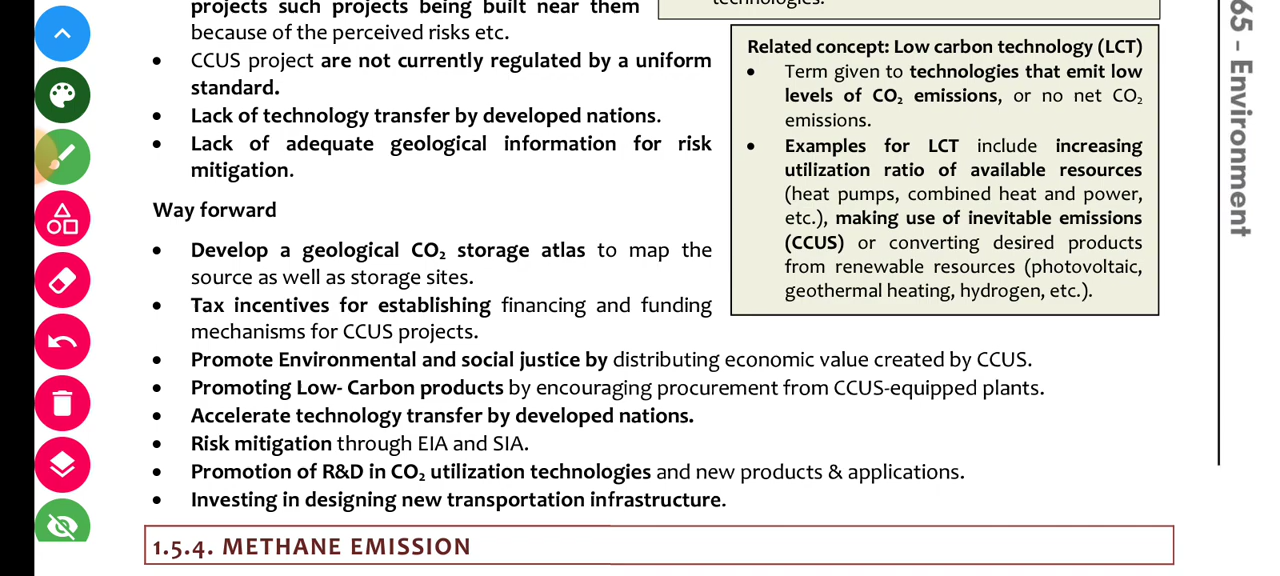 projects such projects being built near them
because of the perceived risks etc.
• CCUS project are not currently regulated by a uniform
standard.
• Lack of technology transfer by developed nations.
• Lack of adequate geological information for risk
mitigation.
Way forward
• Develop a geological CO₂ storage atlas to map the
source as well as storage sites.
• Tax incentives for establishing financing and funding
mechanisms for CCUS projects.
• Promote Environmental and social justice by distributing economic value created by CCUS.
• Promoting Low- Carbon products by encouraging procurement from CCUS-equipped plants.
• Accelerate technology transfer by developed nations.
• Risk mitigation through EIA and SIA.
• Promotion of R&D in CO₂ utilization technologies and new products & applications.
• Investing in designing new transportation infrastructure.
technologies.
Related concept: Low carbon technology (LCT)
• Term given to technologies that emit low
levels of CO₂ emissions, or no net CO₂
emissions.
• Examples for LCT include increasing
utilization ratio of available resources
(heat pumps, combined heat and power,
etc.), making use of inevitable emissions
(CCUS) or converting desired products
from renewable resources (photovoltaic,
geothermal heating, hydrogen, etc.).
1.5.4. METHANE EMISSION
65 - Environment